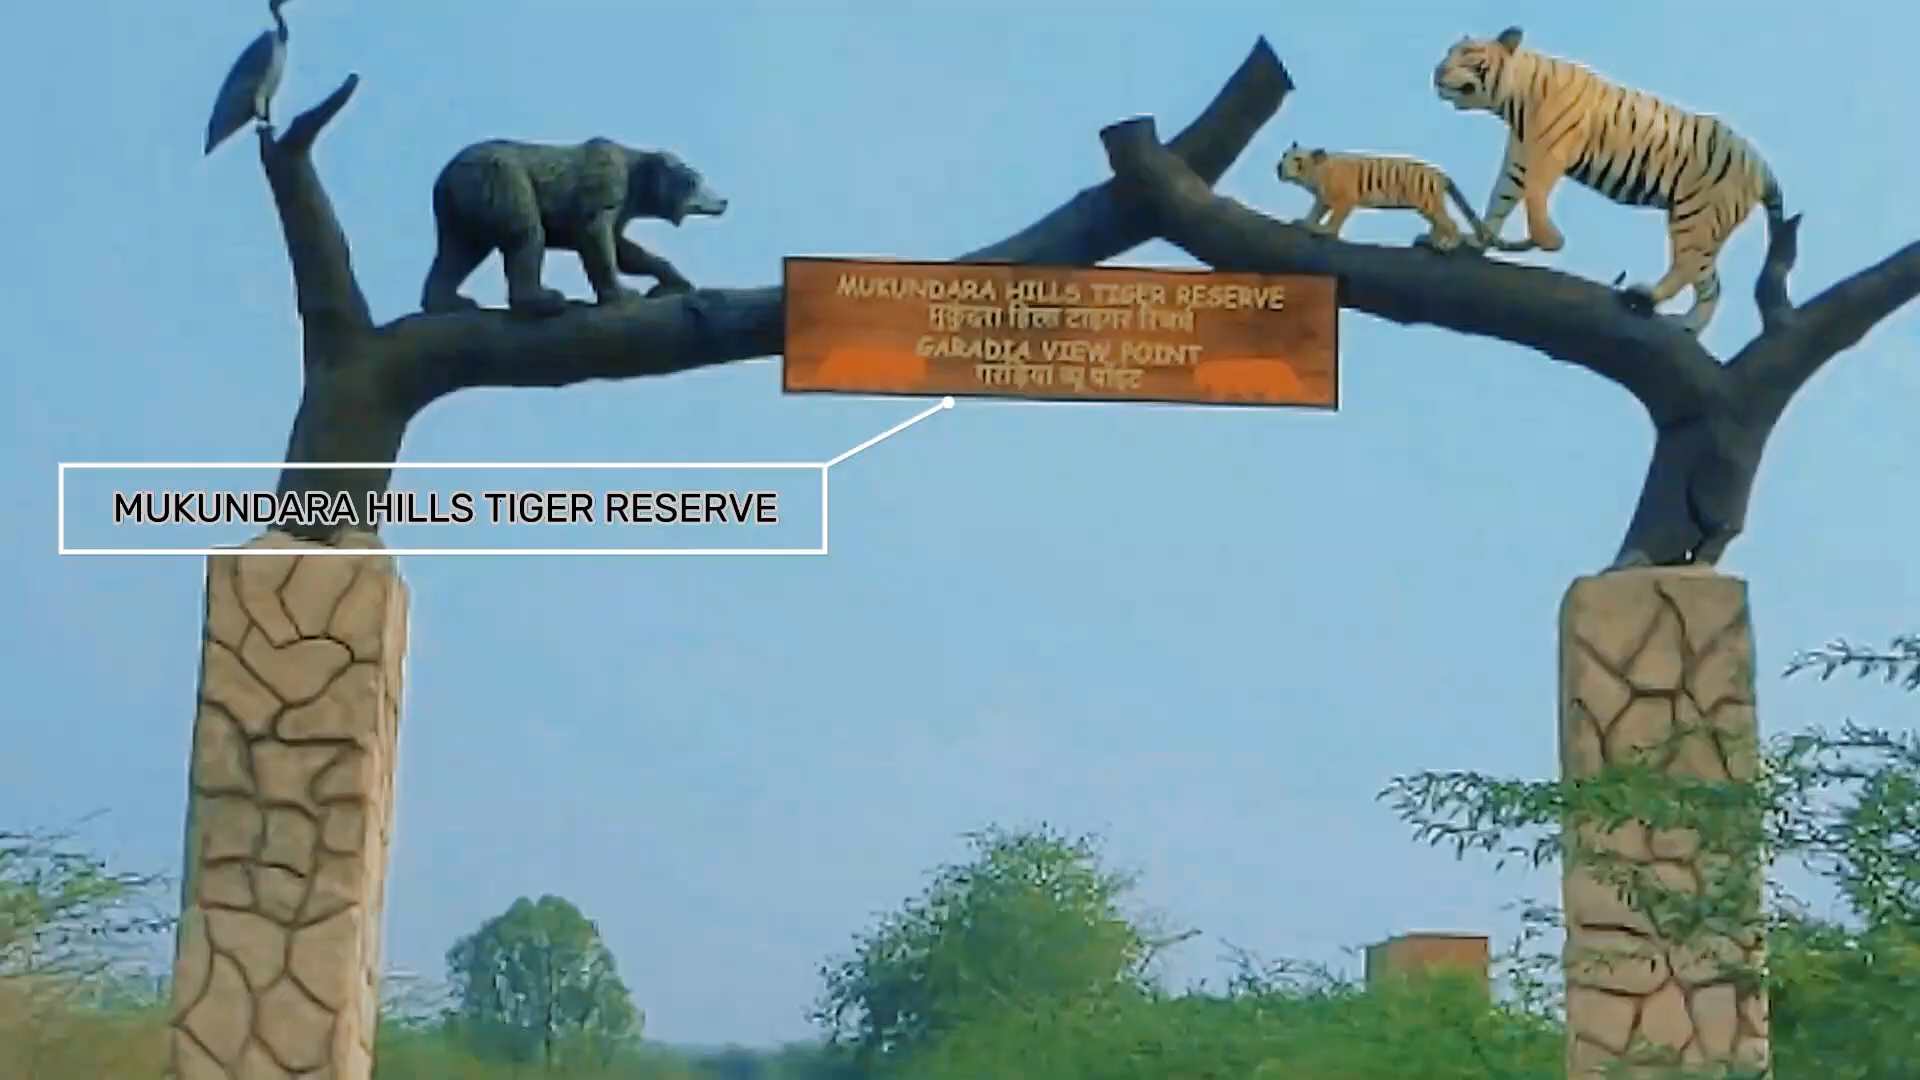 MUKUNDARA HILLS TIGER RESERVE
मुकुंदरा हिल्स टाइगर रिजर्व
GARADIA VIEW POINT
गरड़िया व्यू पॉइंट
MUKUNDARA HILLS TIGER RESERVE